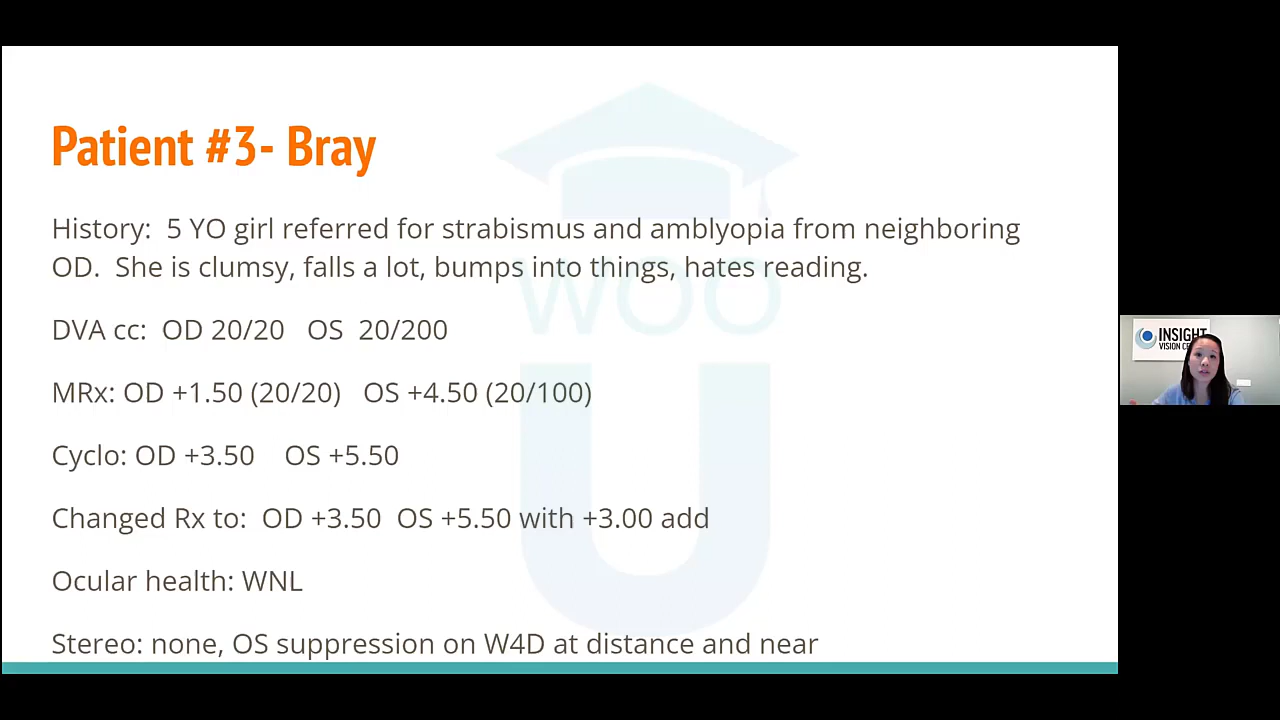 Patient #3- Bray
History:  5 YO girl referred for strabismus and amblyopia from neighboring
OD.  She is clumsy, falls a lot, bumps into things, hates reading.
DVA cc:  OD 20/20   OS  20/200
MRx: OD +1.50 (20/20)   OS +4.50 (20/100)
Cyclo: OD +3.50    OS +5.50
Changed Rx to:  OD +3.50  OS +5.50 with +3.00 add
Ocular health: WNL
Stereo: none, OS suppression on W4D at distance and near
WOO
U
INSIGHT
VISION CE